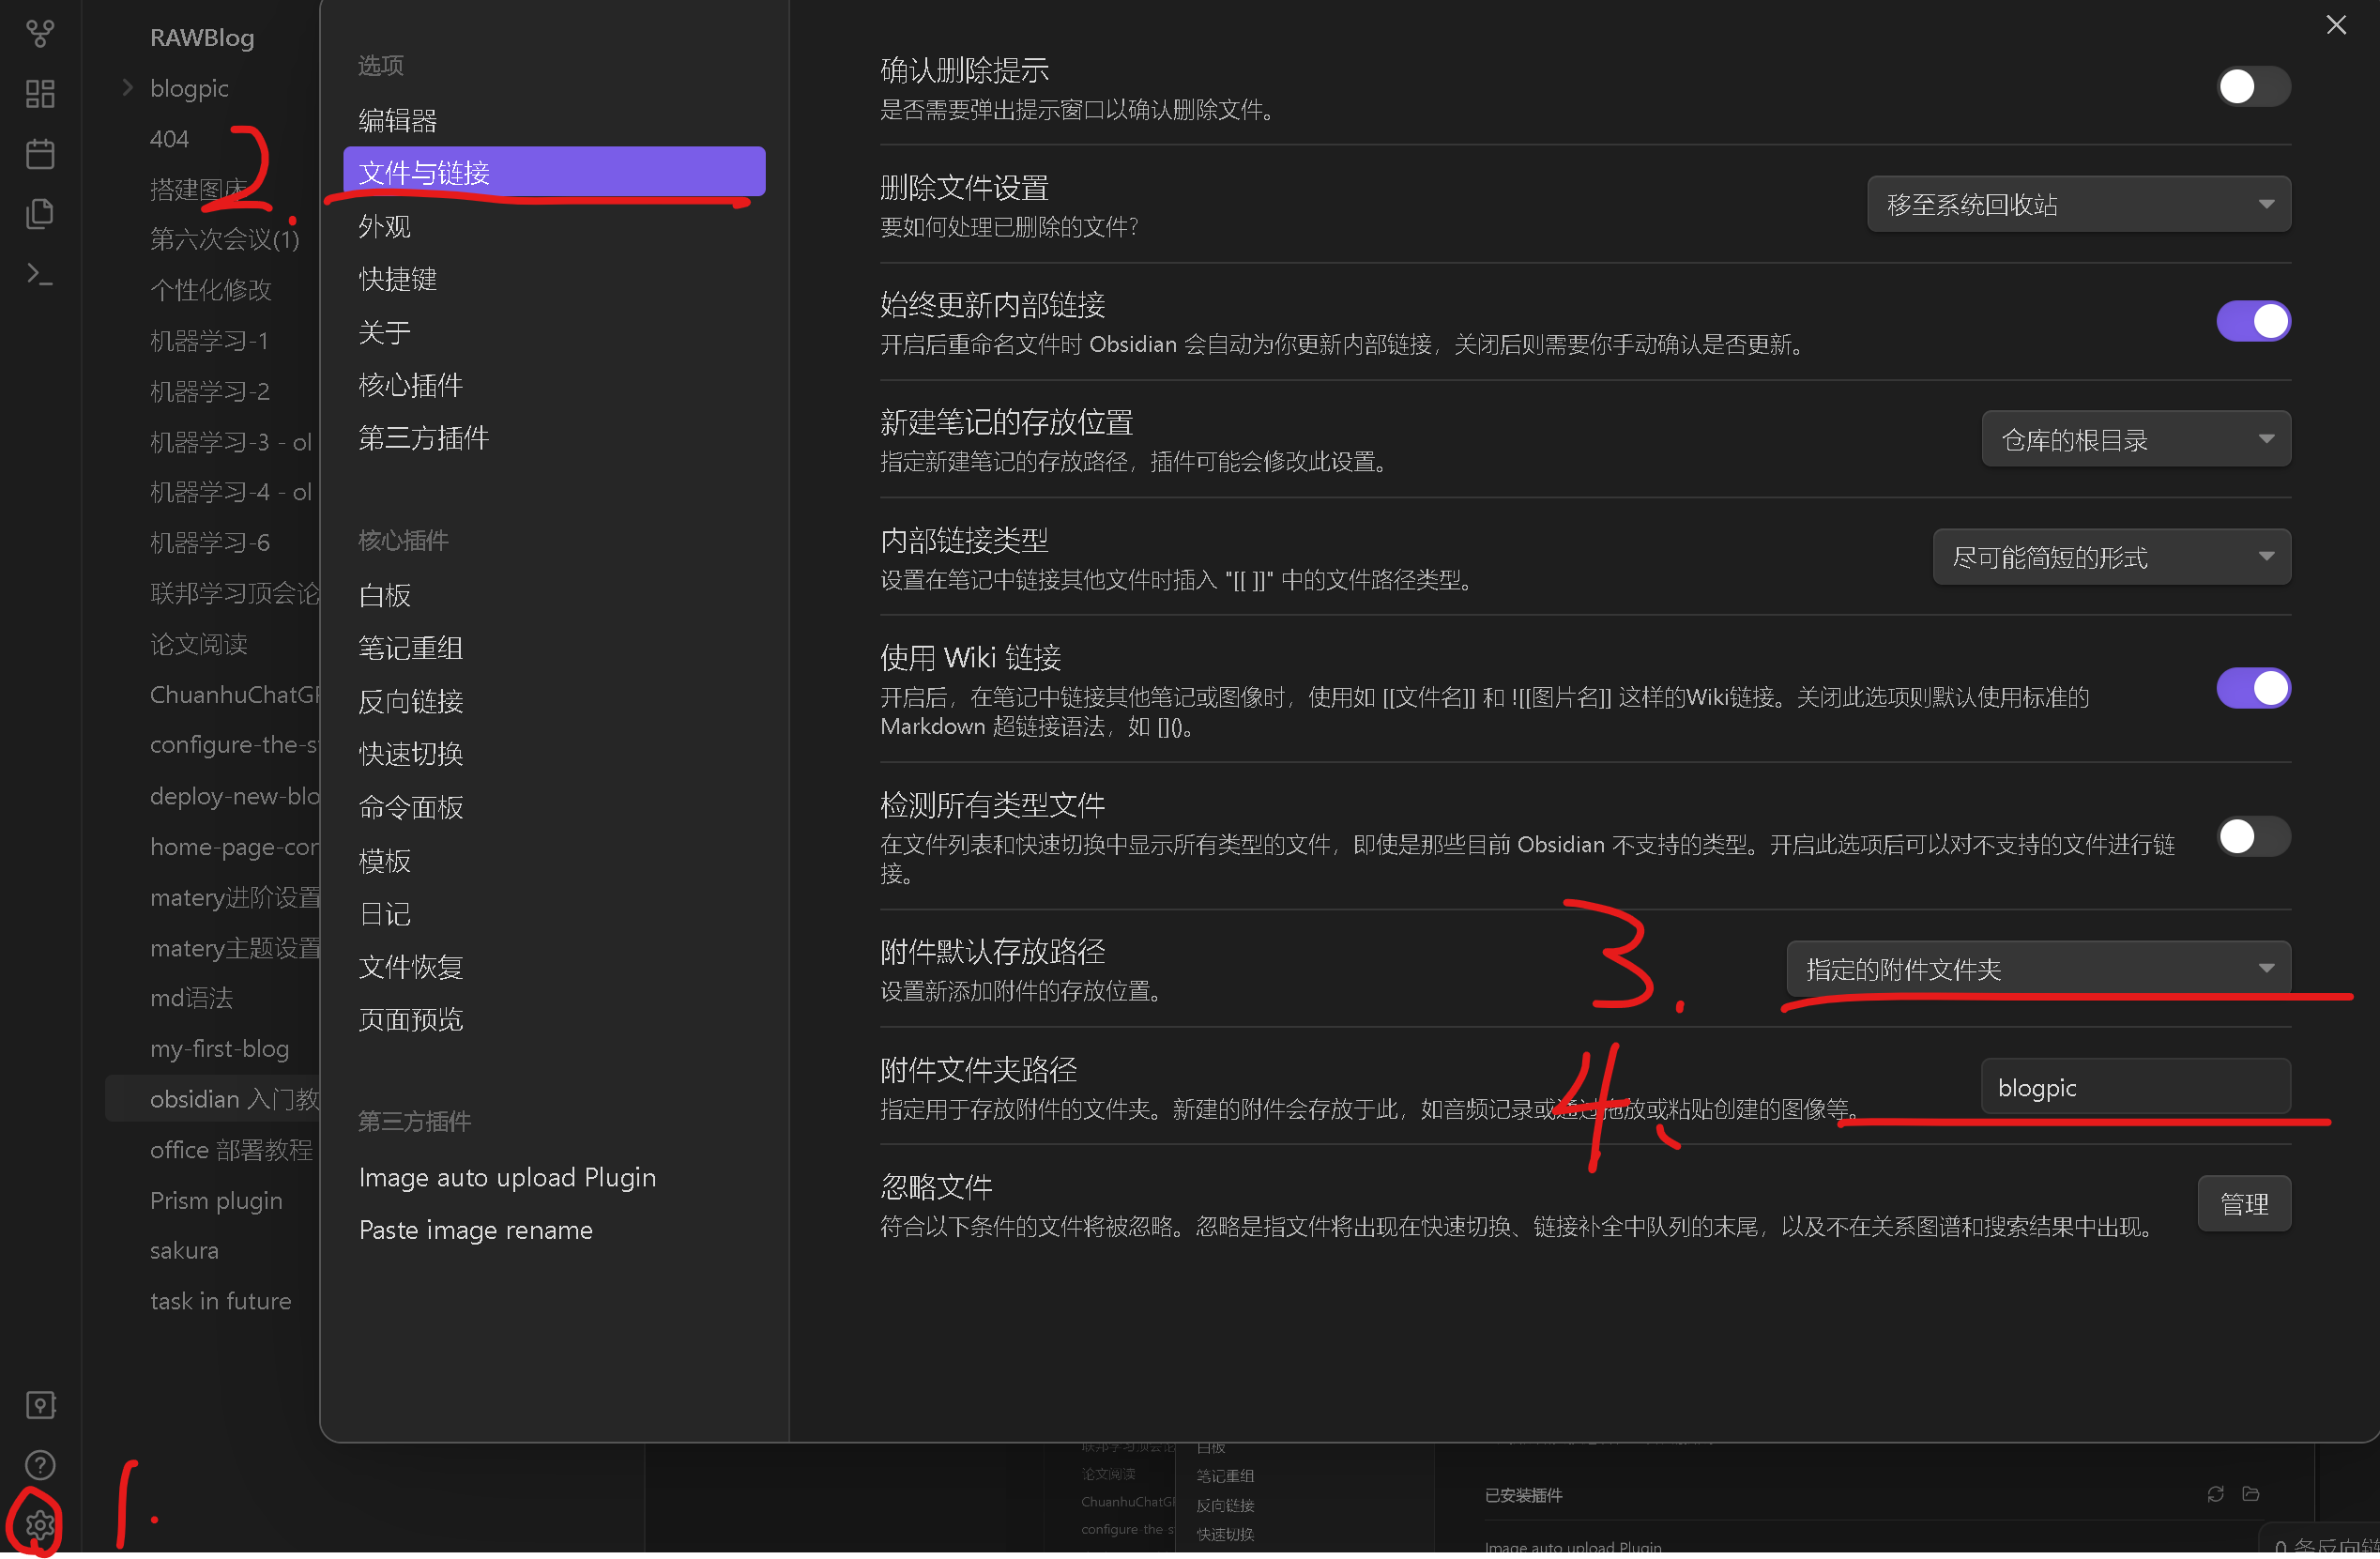 RAWBlog
blogpic
404
搭建图床
第六次会议(1)
个性化修改
机器学习-1
机器学习-2
机器学习-3 - ol
机器学习-4 - ol
机器学习-6
联邦学习顶会论
论文阅读
ChuanhuChatGP
configure-the-s
deploy-new-blo
home-page-con
matery进阶设置
matery主题设置
md语法
my-first-blog
obsidian 入门教
office 部署教程
Prism plugin
sakura
task in future
1.
2.
选项
编辑器
文件与链接
外观
快捷键
关于
核心插件
第三方插件
核心插件
白板
笔记重组
反向链接
快速切换
命令面板
模板
日记
文件恢复
页面预览
第三方插件
Image auto upload Plugin
Paste image rename
确认删除提示
是否需要弹出提示窗口以确认删除文件。
删除文件设置
要如何处理已删除的文件?
移至系统回收站
始终更新内部链接
开启后重命名文件时 Obsidian 会自动为你更新内部链接，关闭后则需要你手动确认是否更新。
新建笔记的存放位置
指定新建笔记的存放路径，插件可能会修改此设置。
仓库的根目录
内部链接类型
设置在笔记中链接其他文件时插入 "[[ ]]" 中的文件路径类型。
尽可能简短的形式
使用 Wiki 链接
开启后，在笔记中链接其他笔记或图像时，使用如 [[文件名]] 和 ![[图片名]] 这样的Wiki链接。关闭此选项则默认使用标准的
Markdown 超链接语法，如 []()。
检测所有类型文件
在文件列表和快速切换中显示所有类型的文件，即使是那些目前 Obsidian 不支持的类型。开启此选项后可以对不支持的文件进行链
接。
3.
附件默认存放路径
设置新添加附件的存放位置。
指定的附件文件夹
4、
附件文件夹路径
指定用于存放附件的文件夹。新建的附件会存放于此，如音频记录或通过拖放或粘贴创建的图像等。
blogpic
忽略文件
符合以下条件的文件将被忽略。忽略是指文件将出现在快速切换、链接补全中队列的末尾，以及不在关系图谱和搜索结果中出现。
管理
联邦学习顶会论
论文阅读
ChuanhuChatGP
configure-the-s
白板
笔记重组
反向链接
快速切换
已安装插件
Image auto upload Plugin
0 条反向链